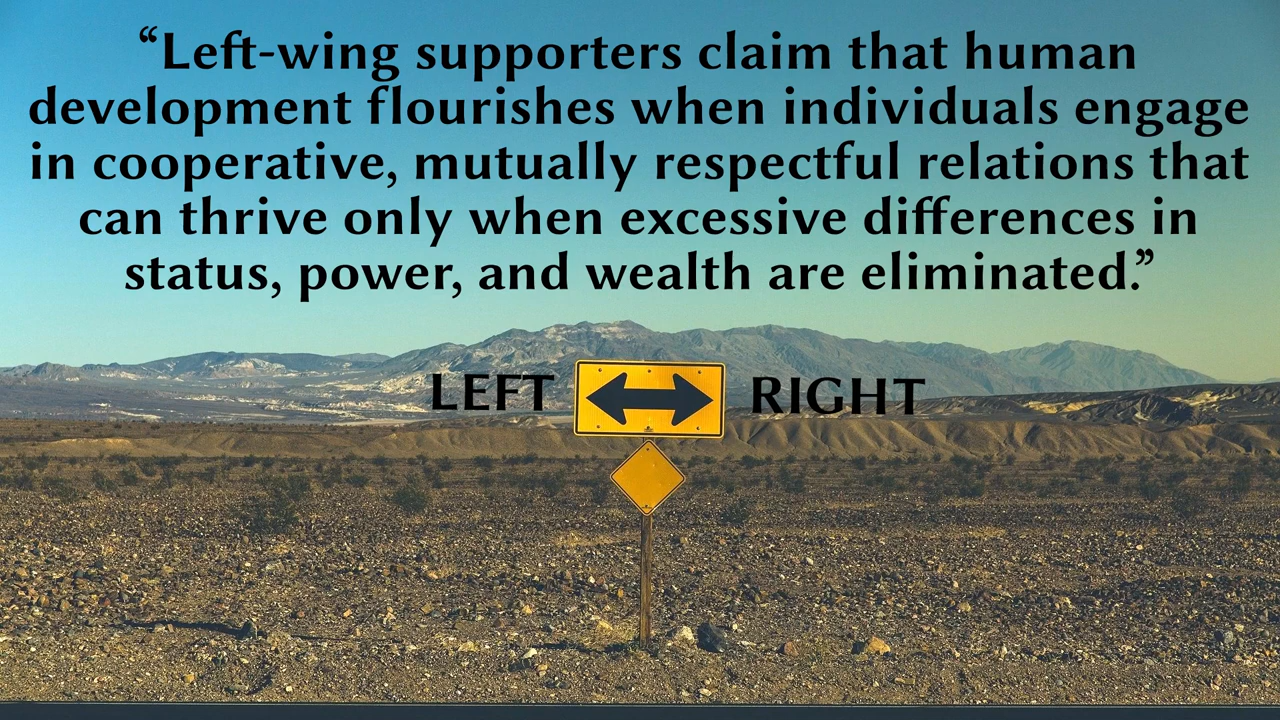 “Left-wing supporters claim that human
development flourishes when individuals engage
in cooperative, mutually respectful relations that
can thrive only when excessive differences in
status, power, and wealth are eliminated.”
LEFT RIGHT